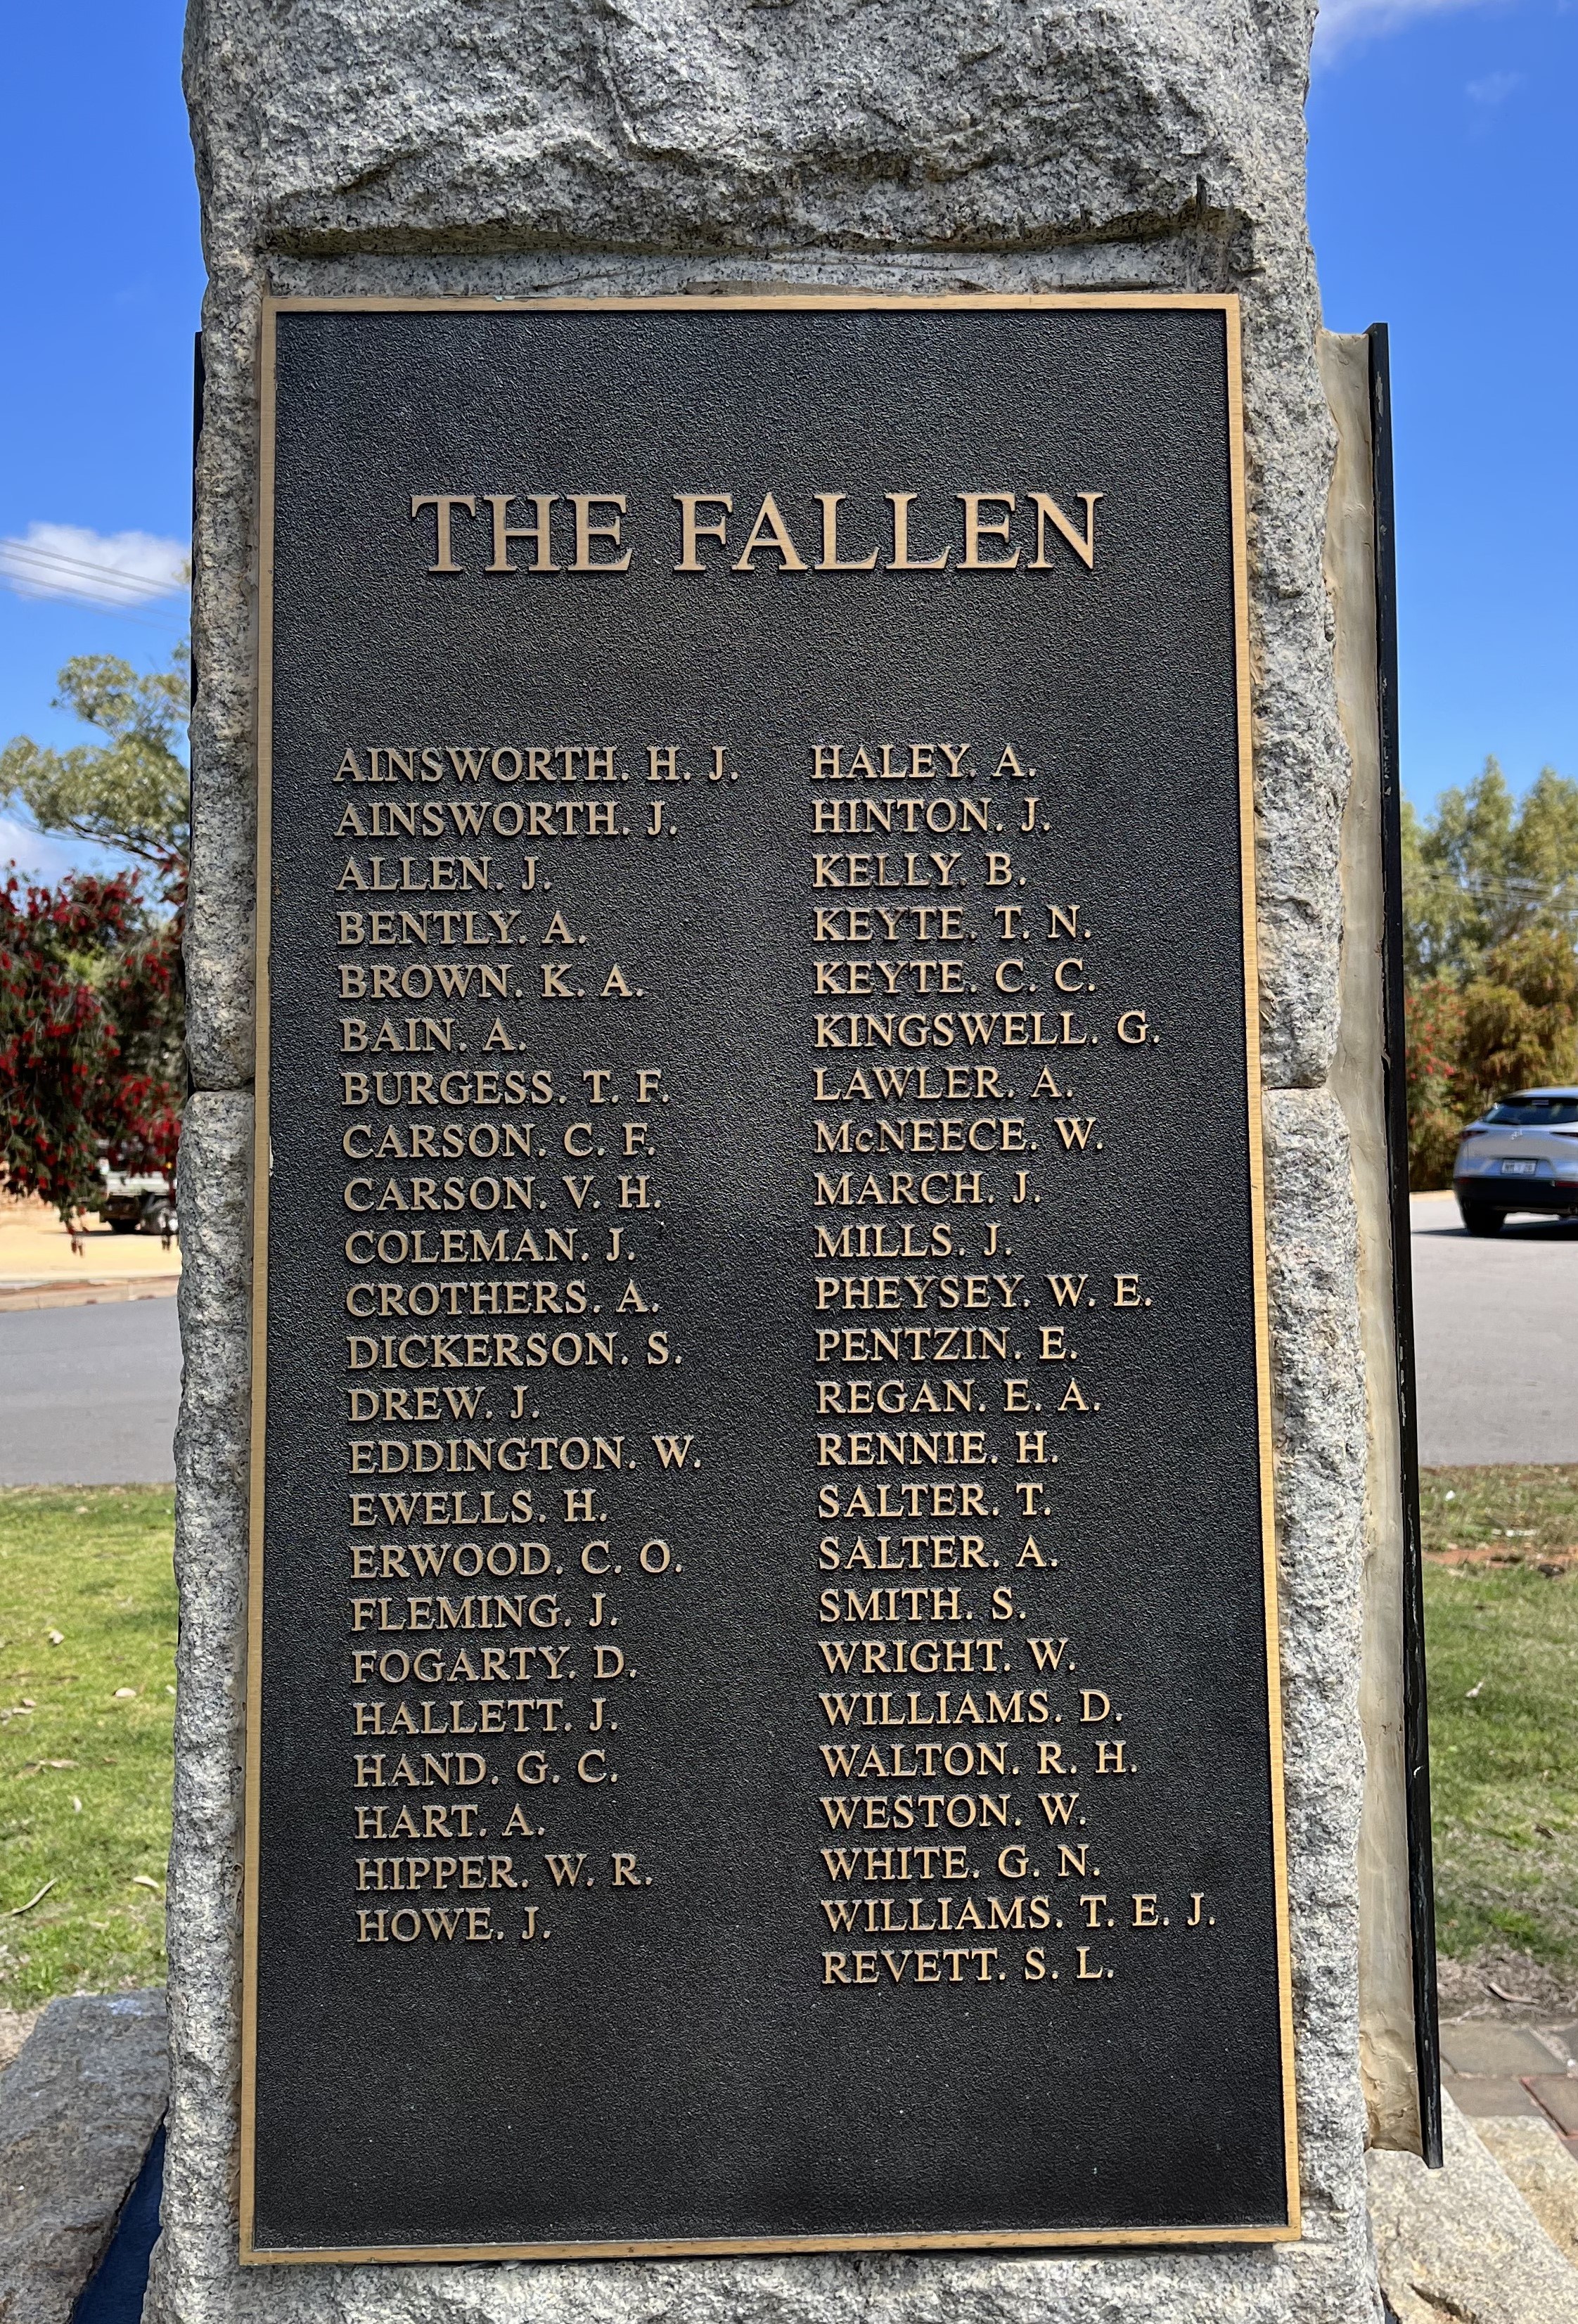 THE FALLEN
AINSWORTH. H. J.
AINSWORTH. J.
ALLEN. J.
BENTLY. A.
BROWN. K. A.
BAIN. A.
BURGESS. T. F.
CARSON. C. F.
CARSON. V. H.
COLEMAN. J.
CROTHERS. A.
DICKERSON. S.
DREW. J.
EDDINGTON. W.
EWELLS. H.
ERWOOD. C. O.
FLEMING. J.
FOGARTY. D.
HALLETT. J.
HAND. G. C.
HART. A.
HIPPER. W. R.
HOWE. J.
HALEY. A.
HINTON. J.
KELLY. B.
KEYTE. T. N.
KEYTE. C. C.
KINGSWELL. G.
LAWLER. A.
McNEECE. W.
MARCH. J.
MILLS. J.
PHEYSEY. W. E.
PENTZIN. E.
REGAN. E. A.
RENNIE. H.
SALTER. T.
SALTER. A.
SMITH. S.
WRIGHT. W.
WILLIAMS. D.
WALTON. R. H.
WESTON. W.
WHITE. G. N.
WILLIAMS. T. E. J.
REVETT. S. L.